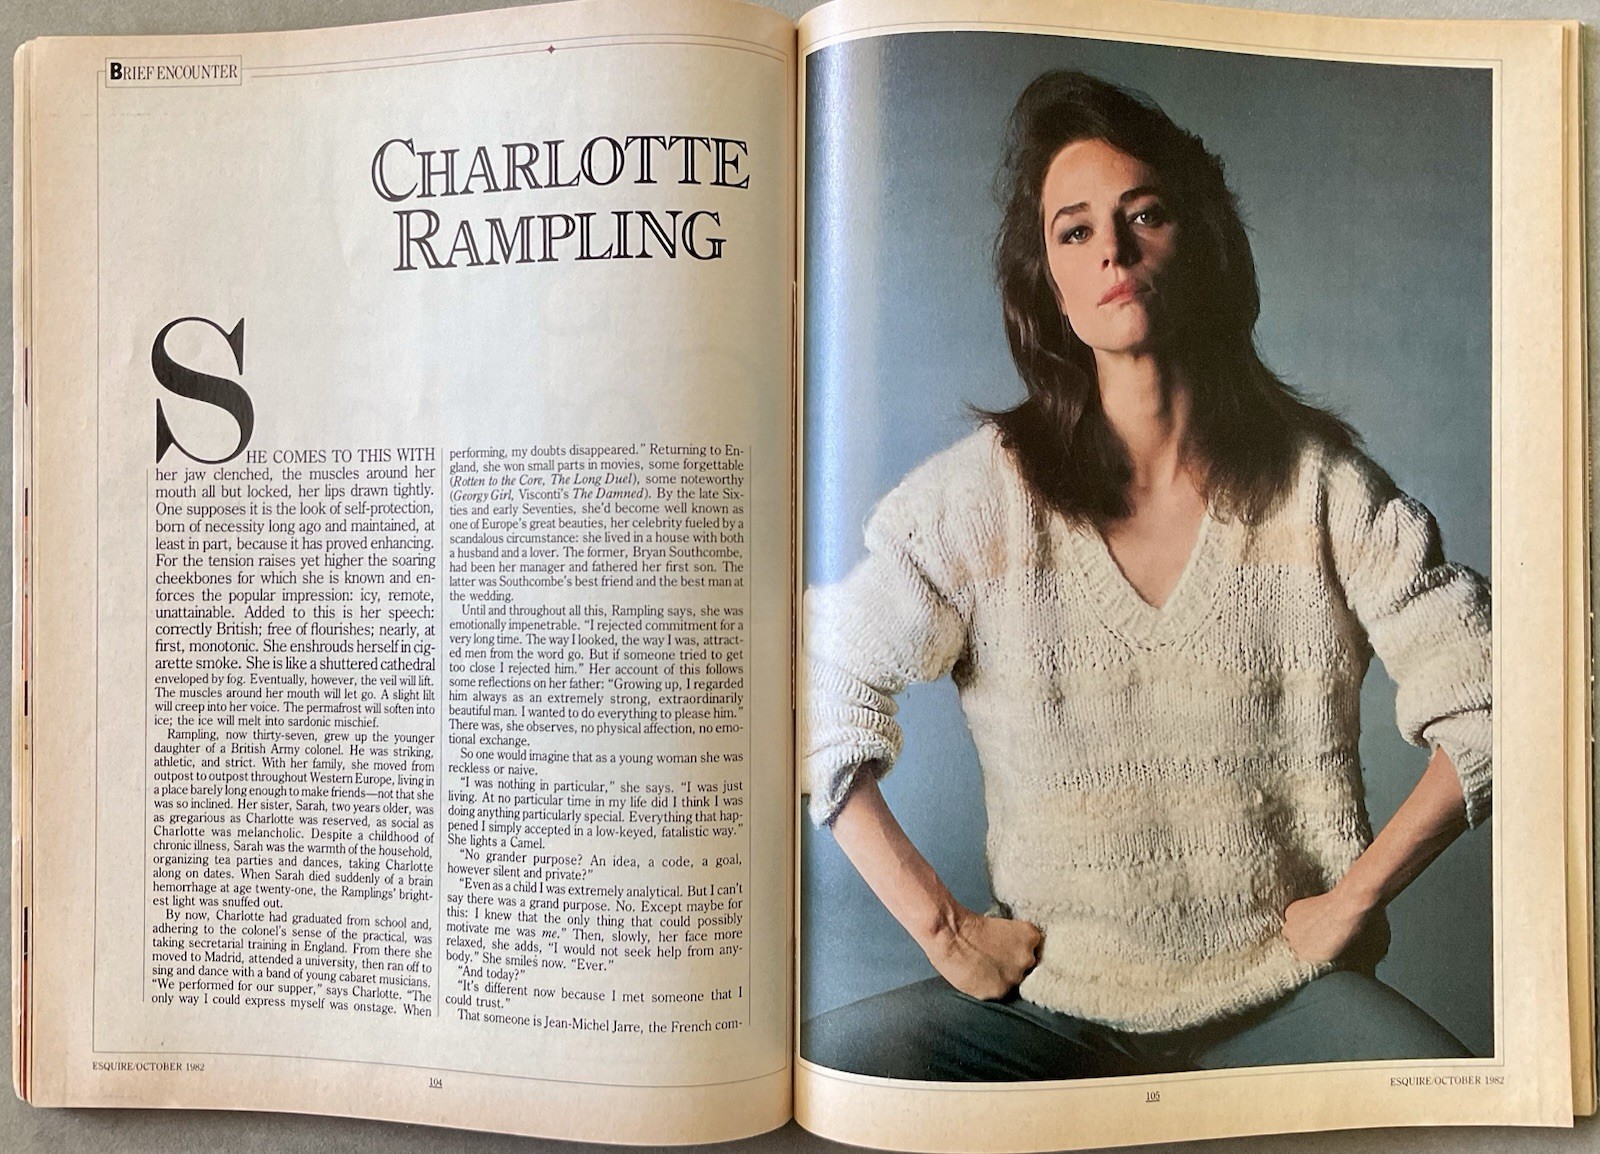 BRIEF ENCOUNTER
CHARLOTTE
RAMPLING
SHE COMES TO THIS WITH
her jaw clenched, the muscles around her
mouth all but locked, her lips drawn tightly.
One supposes it is the look of self-protection,
born of necessity long ago and maintained, at
least in part, because it has proved enhancing.
For the tension raises yet higher the soaring
cheekbones for which she is known and en-
forces the popular impression: icy, remote,
unattainable. Added to this is her speech:
correctly British; free of flourishes; nearly, at
first, monotonic. She enshrouds herself in cig-
arette smoke. She is like a shuttered cathedral
enveloped by fog. Eventually, however, the veil will lift.
The muscles around her mouth will let go. A slight lilt
will creep into her voice. The permafrost will soften into
ice; the ice will melt into sardonic mischief.
Rampling, now thirty-seven, grew up the younger
daughter of a British Army colonel. He was striking,
athletic, and strict. With her family, she moved from
outpost to outpost throughout Western Europe, living in
a place barely long enough to make friends—not that she
was so inclined. Her sister, Sarah, two years older, was
as gregarious as Charlotte was reserved, as social as
Charlotte was melancholic. Despite a childhood of
chronic illness, Sarah was the warmth of the household,
organizing tea parties and dances, taking Charlotte
along on dates. When Sarah died suddenly of a brain
hemorrhage at age twenty-one, the Ramplings' bright-
est light was snuffed out.
By now, Charlotte had graduated from school and,
adhering to the colonel's sense of the practical, was
taking secretarial training in England. From there she
moved to Madrid, attended a university, then ran off to
sing and dance with a band of young cabaret musicians.
"We performed for our supper," says Charlotte. "The
only way I could express myself was onstage. When
performing, my doubts disappeared." Returning to En-
gland, she won small parts in movies, some forgettable
(Rotten to the Core, The Long Duel), some noteworthy
(Georgy Girl, Visconti's The Damned). By the late Six-
ties and early Seventies, she'd become well known as
one of Europe's great beauties, her celebrity fueled by a
scandalous circumstance: she lived in a house with both
a husband and a lover. The former, Bryan Southcombe,
had been her manager and fathered her first son. The
latter was Southcombe's best friend and the best man at
the wedding.
Until and throughout all this, Rampling says, she was
emotionally impenetrable. "I rejected commitment for a
very long time. The way I looked, the way I was, attract-
ed men from the word go. But if someone tried to get
too close I rejected him." Her account of this follows
some reflections on her father: "Growing up, I regarded
him always as an extremely strong, extraordinarily
beautiful man. I wanted to do everything to please him."
There was, she observes, no physical affection, no emo-
tional exchange.
So one would imagine that as a young woman she was
reckless or naive.
"I was nothing in particular," she says. "I was just
living. At no particular time in my life did I think I was
doing anything particularly special. Everything that hap-
pened I simply accepted in a low-keyed, fatalistic way."
She lights a Camel.
"No grander purpose? An idea, a code, a goal,
however silent and private?"
"Even as a child I was extremely analytical. But I can't
say there was a grand purpose. No. Except maybe for
this: I knew that the only thing that could possibly
motivate me was me." Then, slowly, her face more
relaxed, she adds, "I would not seek help from any-
body." She smiles now. "Ever."
"And today?"
"It's different now because I met someone that I
could trust."
That someone is Jean-Michel Jarre, the French com-
ESQUIRE/OCTOBER 1982
104
ESQUIRE/OCTOBER 1982
105